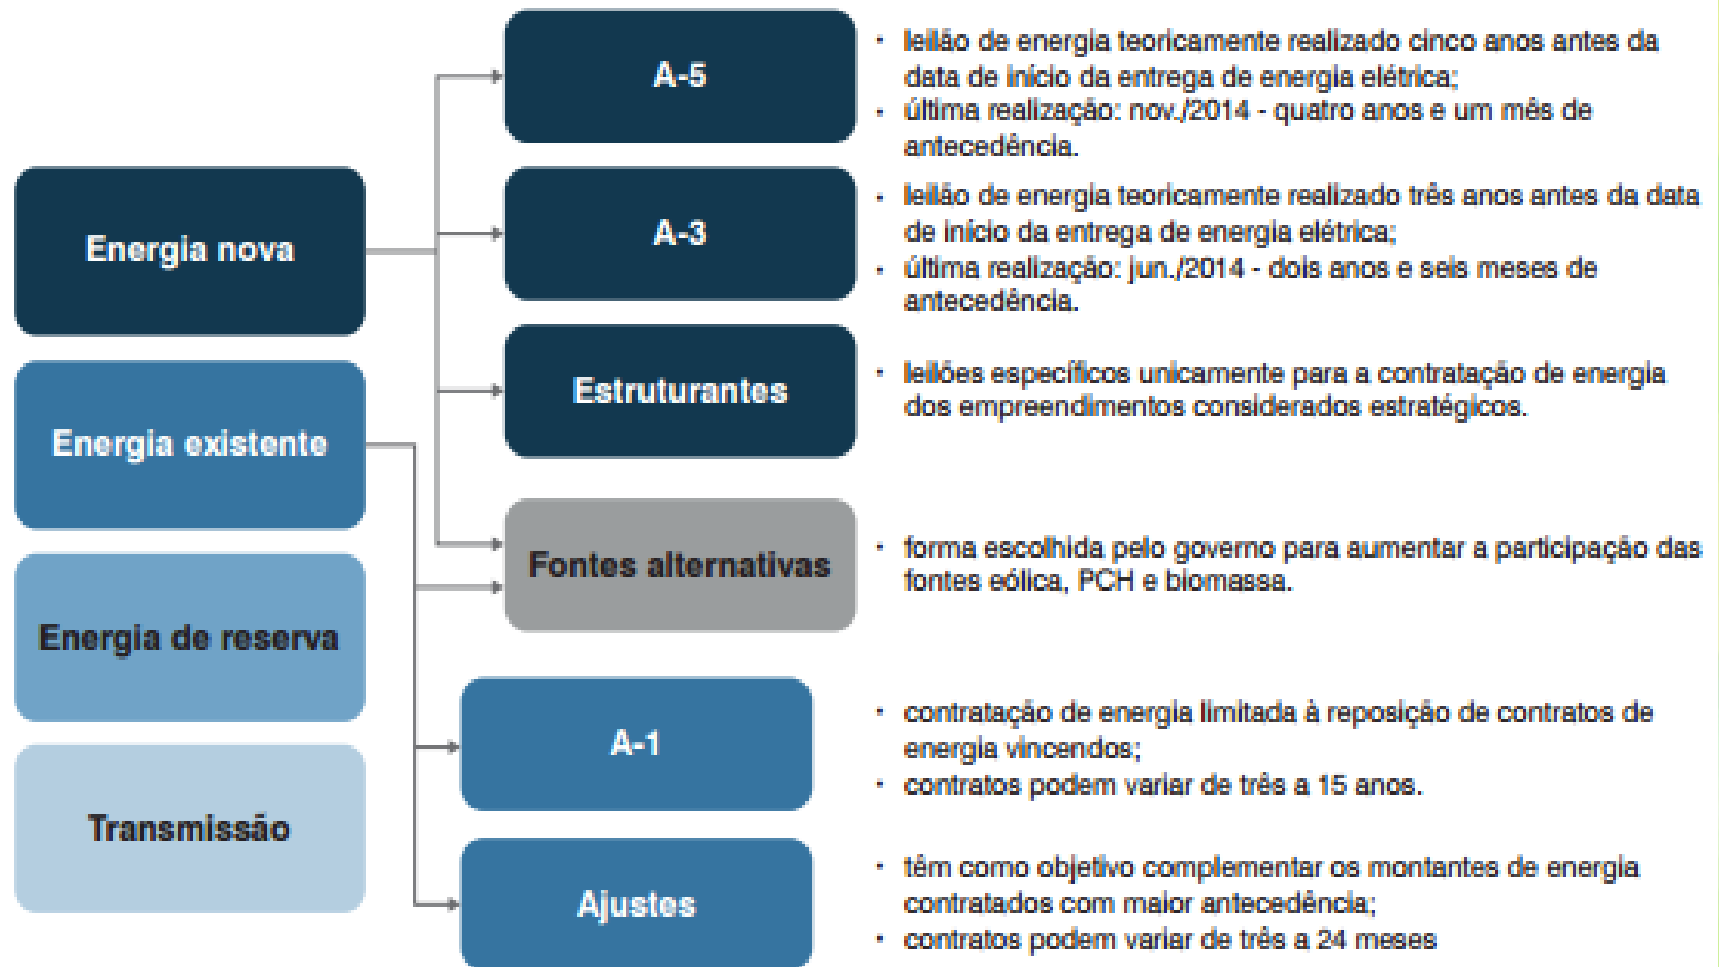 Energia nova
Energia existente
Energia de reserva
Transmissão
A-5
• leilão de energia teoricamente realizado cinco anos antes da
data de início da entrega de energia elétrica;
• última realização: nov./2014 - quatro anos e um mês de
antecedência.
A-3
• leilão de energia teoricamente realizado três anos antes da data
de início da entrega de energia elétrica;
• última realização: jun./2014 - dois anos e seis meses de
antecedência.
Estruturantes
• leilões específicos unicamente para a contratação de energia
dos empreendimentos considerados estratégicos.
Fontes alternativas
• forma escolhida pelo governo para aumentar a participação das
fontes eólica, PCH e biomassa.
A-1
• contratação de energia limitada à reposição de contratos de
energia vincendos;
• contratos podem variar de três a 15 anos.
Ajustes
• têm como objetivo complementar os montantes de energia
contratados com maior antecedência;
• contratos podem variar de três a 24 meses